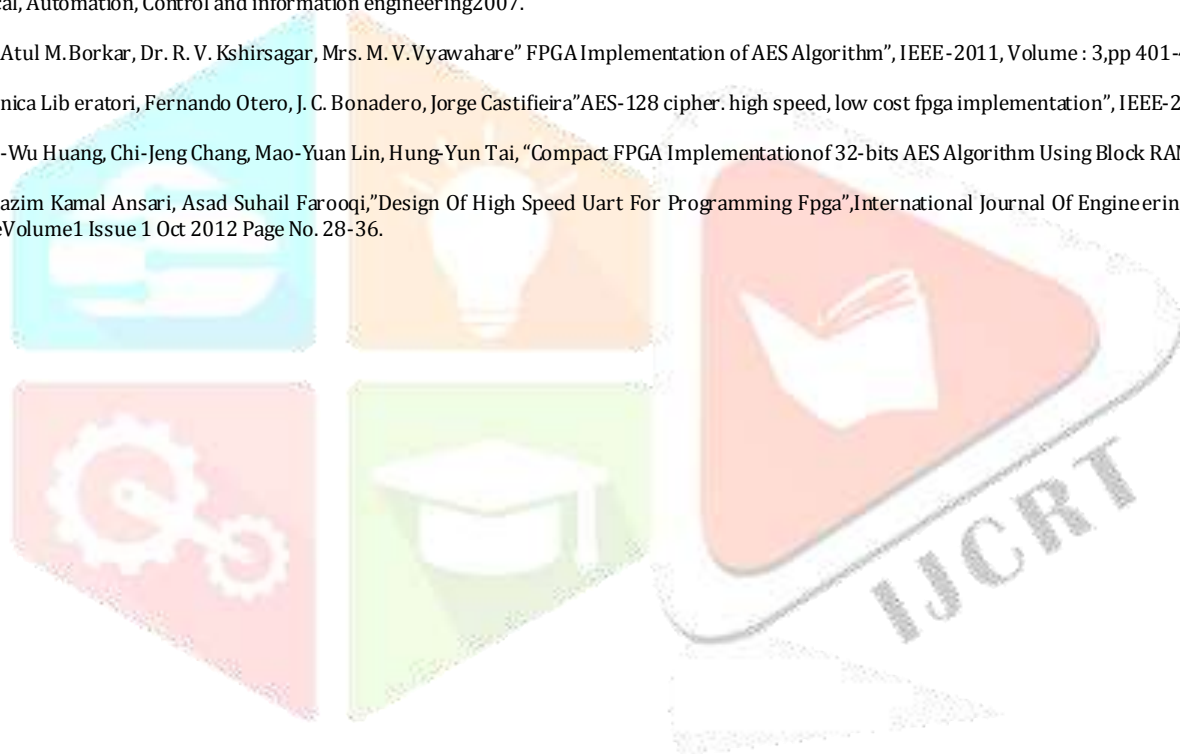 Automation, Control and information engineering2007.
Atul M.Borkar, Dr. R. V. Kshirsagar, Mrs. M. V.Vyawahare” FPGA Implementation of AES Algorithm”, IEEE-2011, Volume : 3,pp 401-
Lib eratori, Fernando Otero, J. C. Bonadero, Jorge Castifieira”AES-128 cipher. high speed, low cost fpga implementation”, IEEE-2
-Wu Huang, Chi-Jeng Chang, Mao-Yuan Lin, Hung-Yun Tai, “Compact FPGA Implementationof 32-bits AES Algorithm Using Block RAM
azim Kamal Ansari, Asad Suhail Farooqi,”Design Of High Speed Uart For Programming Fpga”,International Journal Of Engineerin
eVolume1 Issue 1 Oct 2012 Page No. 28-36.
IJCRT